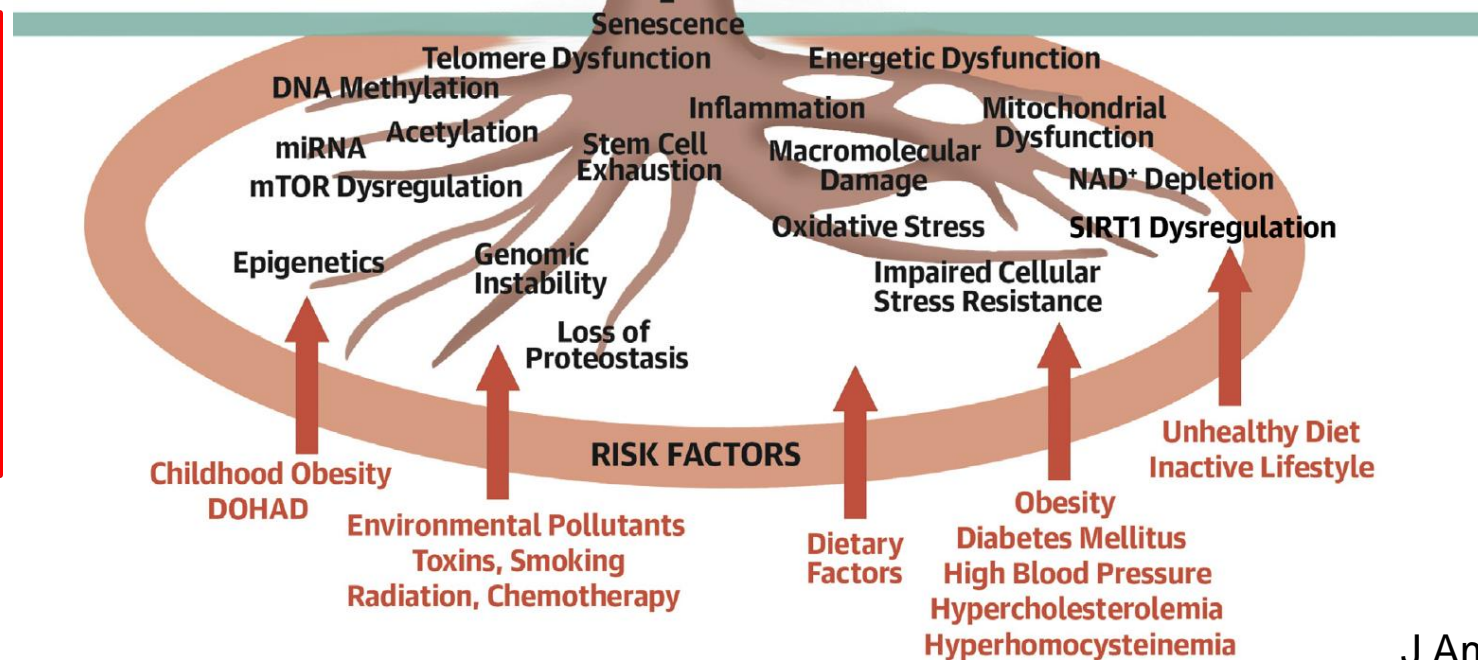 Senescence
Telomere Dysfunction
Energetic Dysfunction
DNA Methylation
Inflammation
Mitochondrial
Dysfunction
miRNA
Acetylation
Stem Cell
Exhaustion
Macromolecular
Damage
mTOR Dysregulation
NAD⁺ Depletion
Oxidative Stress
SIRT1 Dysregulation
Epigenetics
Genomic
Instability
Impaired Cellular
Stress Resistance
Loss of
Proteostasis
RISK FACTORS
Childhood Obesity
DOHAD
Environmental Pollutants
Toxins, Smoking
Radiation, Chemotherapy
Dietary
Factors
Obesity
Diabetes Mellitus
High Blood Pressure
Hypercholesterolemia
Hyperhomocysteinemia
Unhealthy Diet
Inactive Lifestyle
J Am